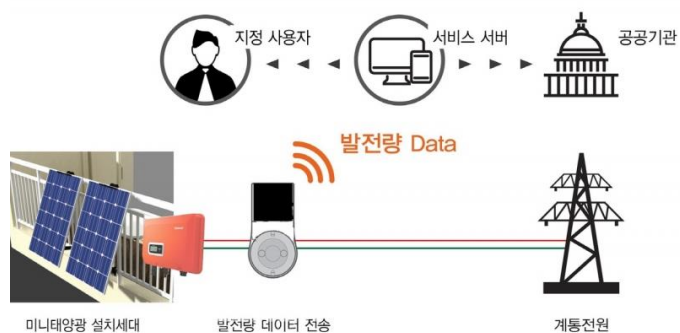 지정 사용자
서비스 서버
공공기관
발전량 Data
미니태양광 설치세대
발전량 데이터 전송
계통전원